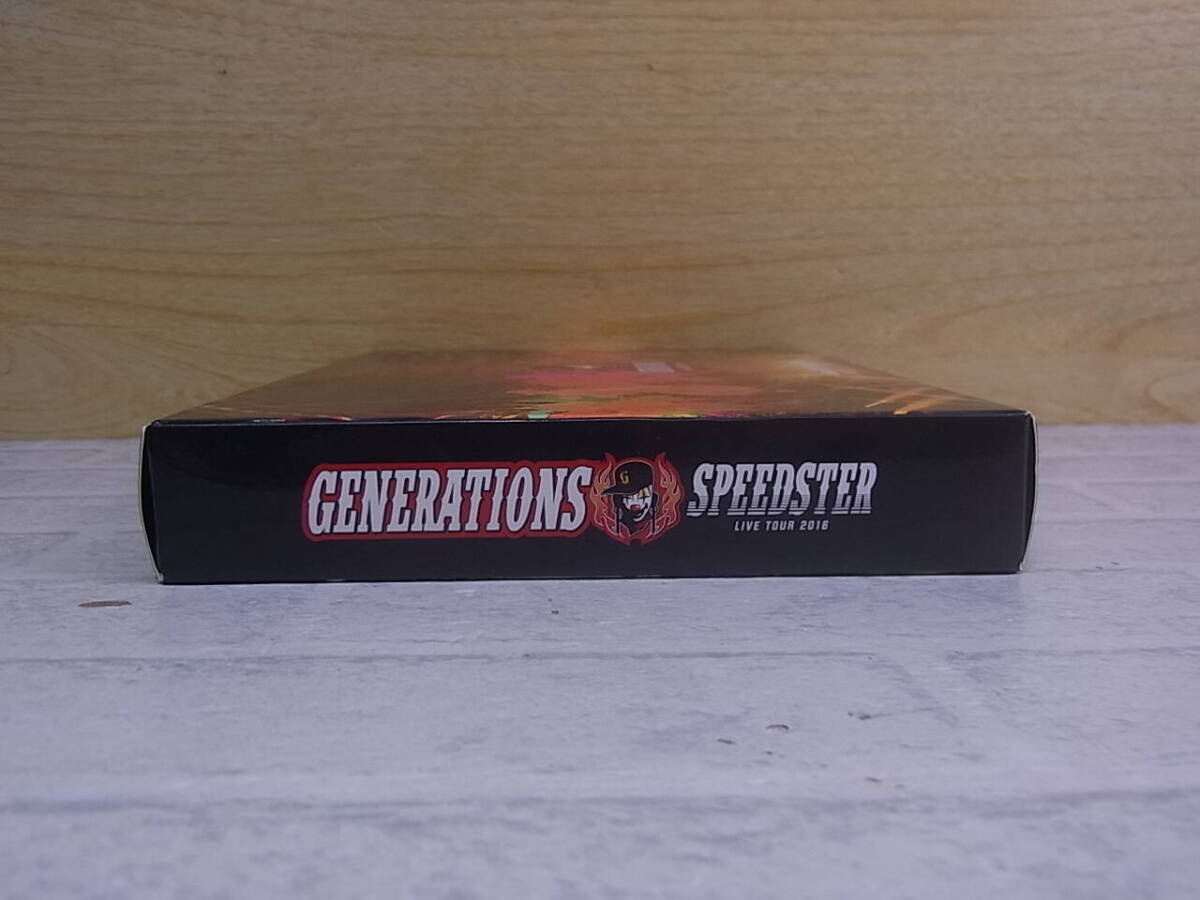 GENERATIONS G SPEEDSTER
LIVE TOUR 2016